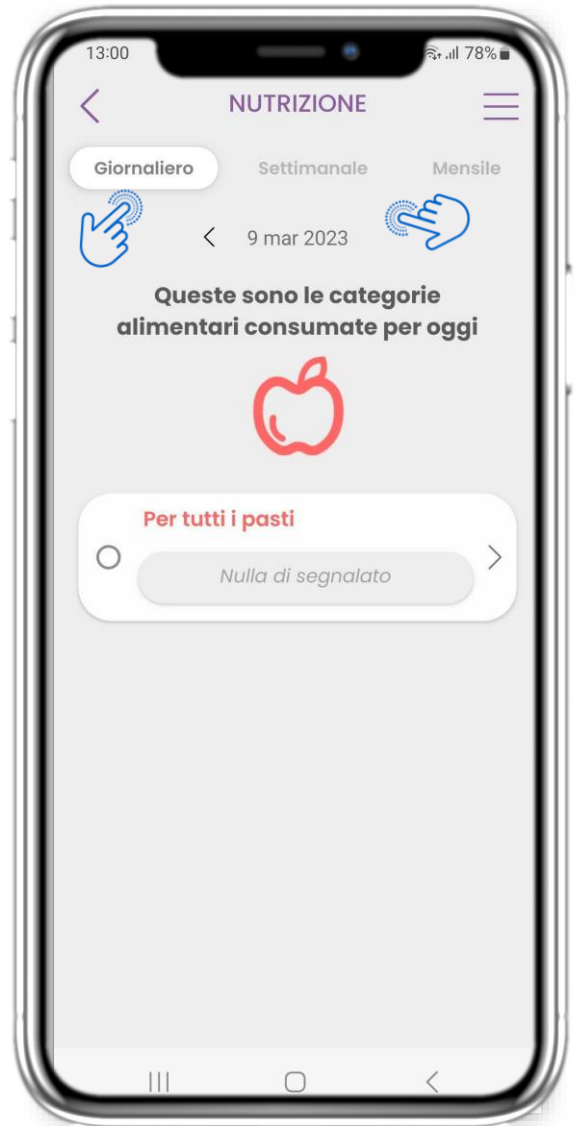 13:00
78%
NUTRIZIONE
Giornaliero Settimanale Mensile
9 mar 2023
Queste sono le categorie
alimentari consumate per oggi
Per tutti i pasti
Nulla di segnalato